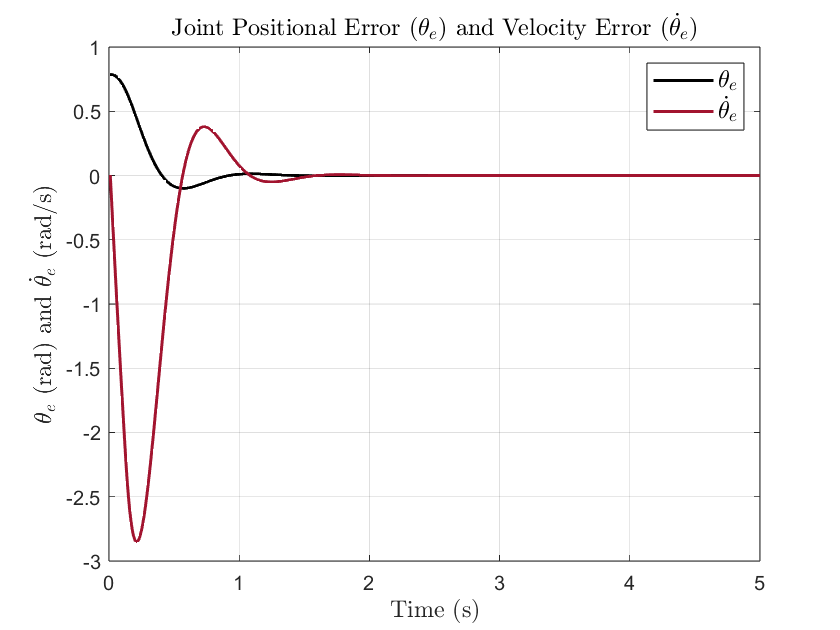 Joint Positional Error (θₑ) and Velocity Error (θ̇ₑ)
1
0.5
0
-0.5
-1
-1.5
-2
-2.5
-3
θₑ (rad) and θ̇ₑ (rad/s)
θₑ
θ̇ₑ
0 1 2 3 4 5
Time (s)